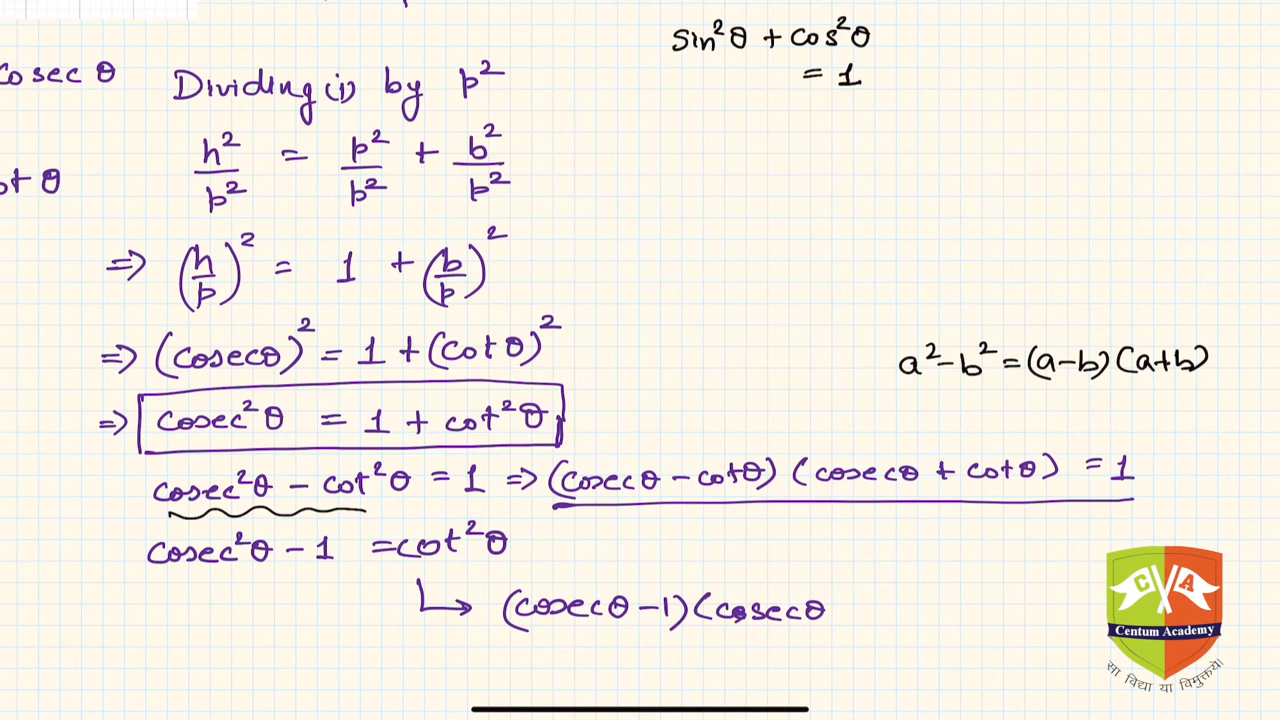 sin²θ + cos²θ
= 1
cosec θ
Dividing (i) by p²
h²/p² = p²/p² + b²/p²
ot θ
⇒ (h/p)² = 1 + (b/p)²
⇒ (cosecθ)² = 1 + (cot θ)²
a² - b² = (a-b) (a+b)
⇒ cosec²θ = 1 + cot²θ
cosec²θ - cot²θ = 1 ⇒ (cosecθ - cotθ) (cosecθ + cotθ) = 1
cosec²θ - 1 = cot²θ
↳ (cosecθ - 1) (cosecθ
C A
Centum Academy
सा विद्या या विमुक्तये।